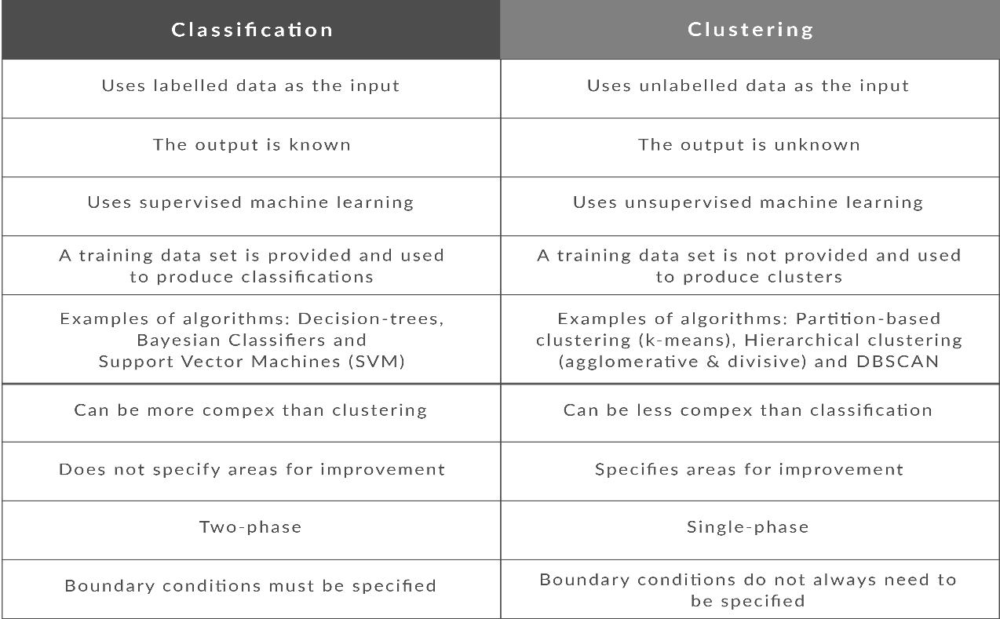 Classification
Clustering
Uses labelled data as the input
Uses unlabelled data as the input
The output is known
The output is unknown
Uses supervised machine learning
Uses unsupervised machine learning
A training data set is provided and used
to produce classifications
A training data set is not provided and used
to produce clusters
Examples of algorithms: Decision-trees,
Bayesian Classifiers and
Support Vector Machines (SVM)
Examples of algorithms: Partition-based
clustering (k-means), Hierarchical clustering
(agglomerative & divisive) and DBSCAN
Can be more compex than clustering
Can be less compex than classification
Does not specify areas for improvement
Specifies areas for improvement
Two-phase
Single-phase
Boundary conditions must be specified
Boundary conditions do not always need to
be specified